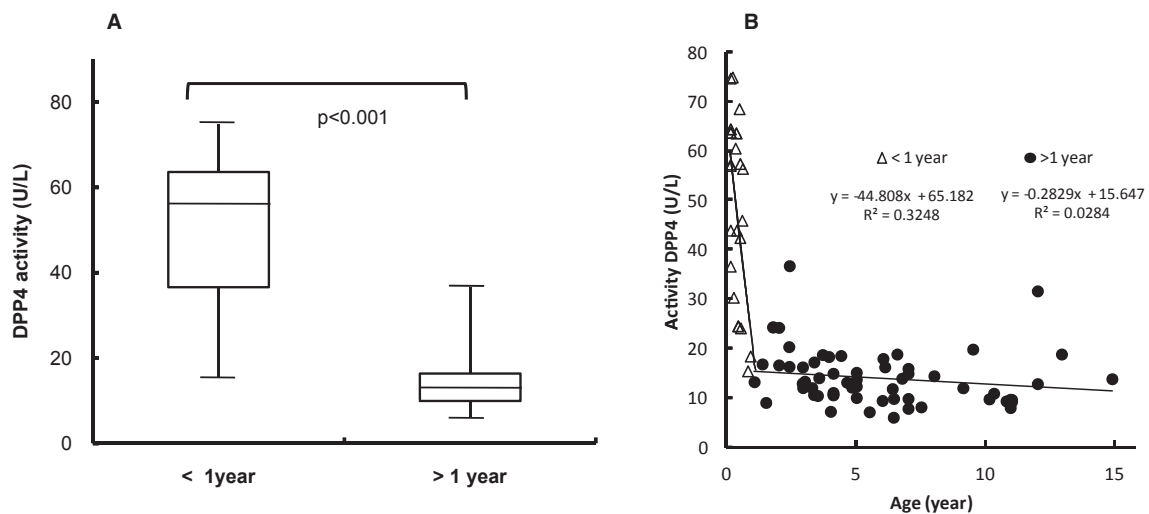 A
DPP4 activity (U/L)
80
60
40
20
0
p<0.001
< 1year
> 1 year
B
Activity DPP4 (U/L)
80
70
60
50
40
30
20
10
0
< 1 year
>1 year
y = -44.808x + 65.182
R² = 0.3248
y = -0.2829x + 15.647
R² = 0.0284
0
5
10
15
Age (year)